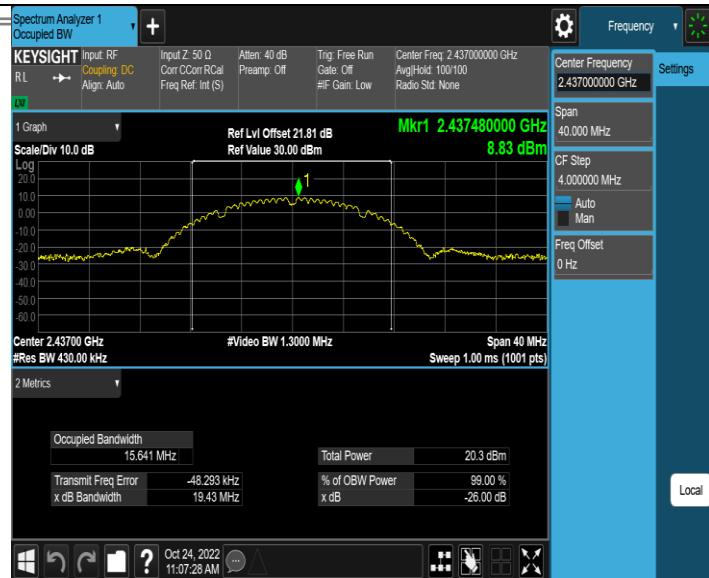 Spectrum Analyzer 1
Occupied BW
Frequency
KEYSIGHT
R L
LXI
Input: RF
Coupling: DC
Align: Auto
Input Z: 50 Ω
Corr CCorr RCal
Freq Ref: Int (S)
Atten: 40 dB
Preamp: Off
Trig: Free Run
Gate: Off
#IF Gain: Low
Center Freq: 2.437000000 GHz
Avg|Hold: 100/100
Radio Std: None
Center Frequency
2.437000000 GHz
Settings
Span
40.000 MHz
CF Step
4.000000 MHz
Auto
Man
Freq Offset
0 Hz
Local
1 Graph
Scale/Div 10.0 dB
Ref Lvl Offset 21.81 dB
Ref Value 30.00 dBm
Mkr1 2.437480000 GHz
8.83 dBm
Log
20.0
10.0
0.00
-10.0
-20.0
-30.0
-40.0
-50.0
-60.0
1
Center 2.43700 GHz
#Res BW 430.00 kHz
#Video BW 1.3000 MHz
Span 40 MHz
Sweep 1.00 ms (1001 pts)
2 Metrics
Occupied Bandwidth
15.641 MHz
Total Power 20.3 dBm
Transmit Freq Error -48.293 kHz
% of OBW Power 99.00 %
x dB Bandwidth 19.43 MHz
x dB -26.00 dB
?
Oct 24, 2022
11:07:28 AM